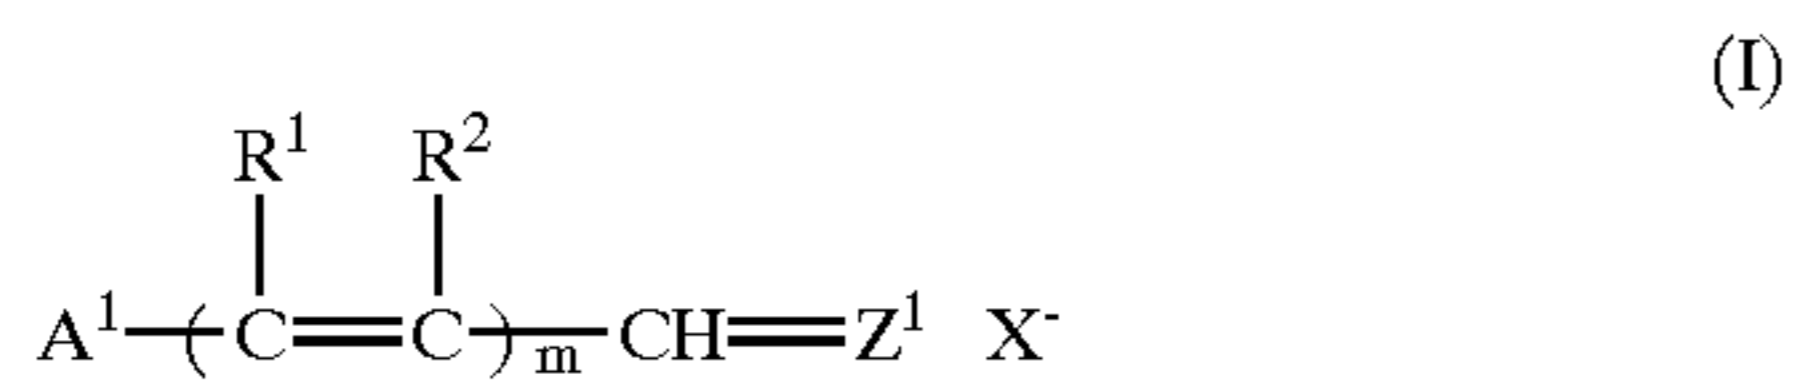 (I)
R¹ R²
A¹—(C=C)ₘ—CH=Z¹ X⁻